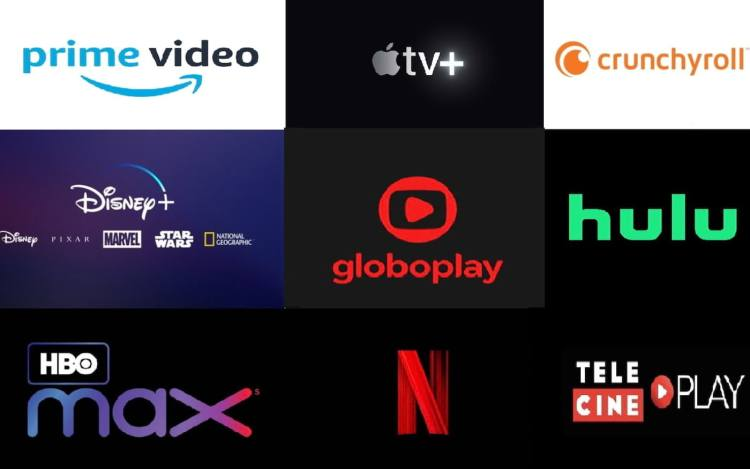 prime video
tv+
crunchyroll
Disney+
Disney
PIXAR
MARVEL
STAR
WARS
NATIONAL
GEOGRAPHIC
globoplay
hulu
HBO
max
N
TELE
CINE
PLAY